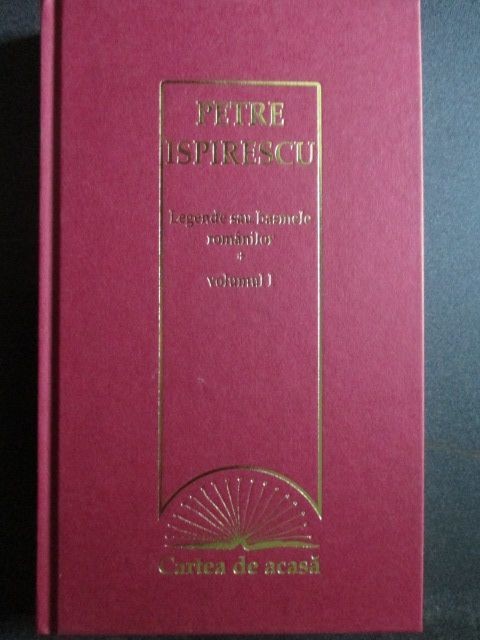 PETRE
ISPIRESCU
Legende sau basmele
românilor
*
volumul I
Cartea de acasă